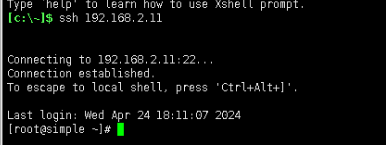 Type `help' to learn how to use Xshell prompt.
[c:\~]$ ssh 192.168.2.11
Connecting to 192.168.2.11:22...
Connection established.
To escape to local shell, press 'Ctrl+Alt+]'.
Last login: Wed Apr 24 18:11:07 2024
[root@simple ~]#